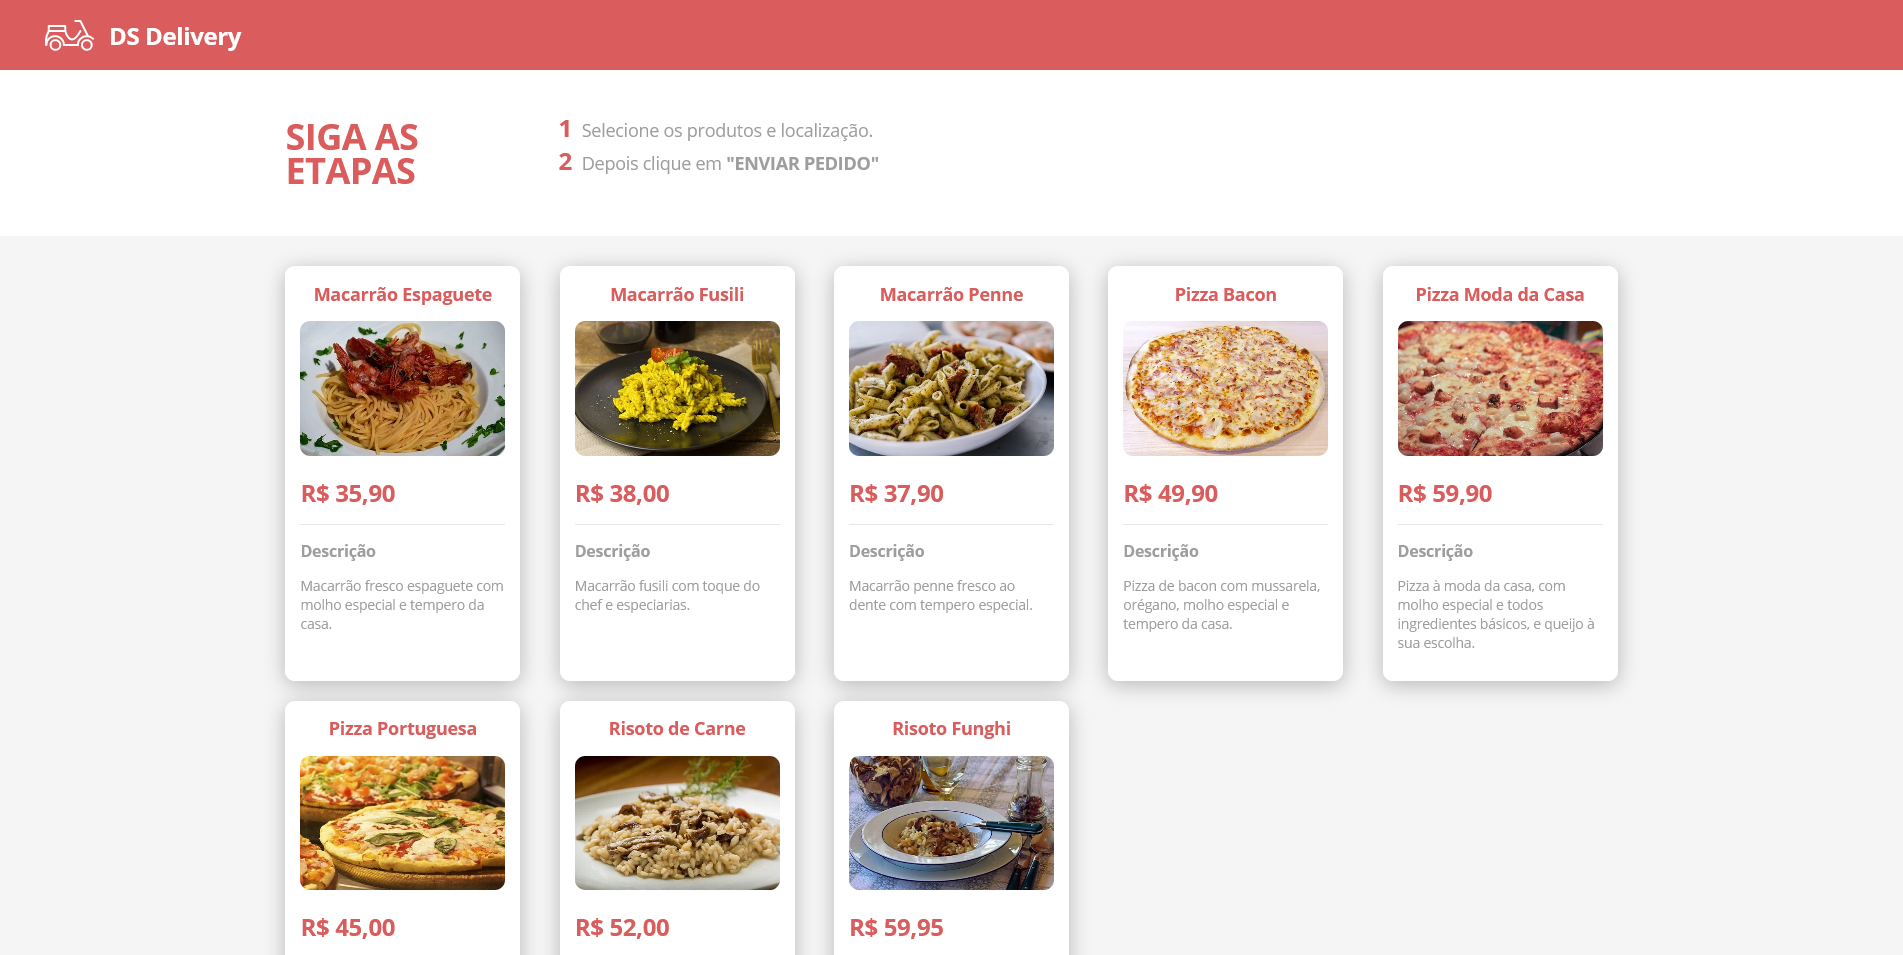 DS Delivery
SIGA AS
ETAPAS
1 Selecione os produtos e localização.
2 Depois clique em "ENVIAR PEDIDO"
Macarrão Espaguete
R$ 35,90
Descrição
Macarrão fresco espaguete com
molho especial e tempero da
casa.
Macarrão Fusili
R$ 38,00
Descrição
Macarrão fusili com toque do
chef e especiarias.
Macarrão Penne
R$ 37,90
Descrição
Macarrão penne fresco ao
dente com tempero especial.
Pizza Bacon
R$ 49,90
Descrição
Pizza de bacon com mussarela,
orégano, molho especial e
tempero da casa.
Pizza Moda da Casa
R$ 59,90
Descrição
Pizza à moda da casa, com
molho especial e todos
ingredientes básicos, e queijo à
sua escolha.
Pizza Portuguesa
R$ 45,00
Risoto de Carne
R$ 52,00
Risoto Funghi
R$ 59,95